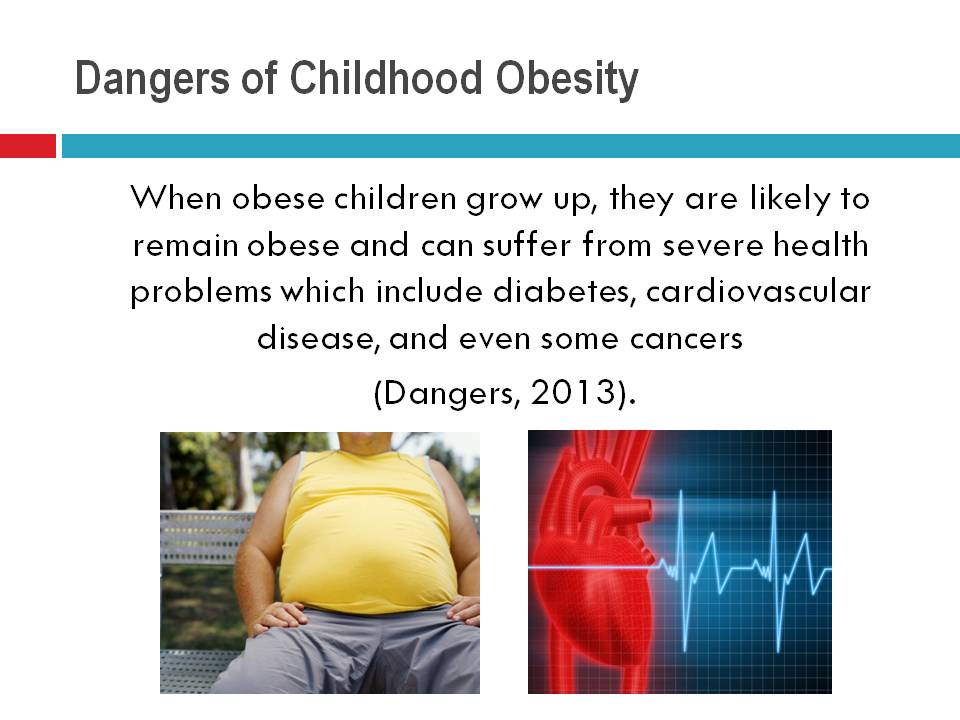 Dangers of Childhood Obesity
When obese children grow up, they are likely to
remain obese and can suffer from severe health
problems which include diabetes, cardiovascular
disease, and even some cancers
(Dangers, 2013).